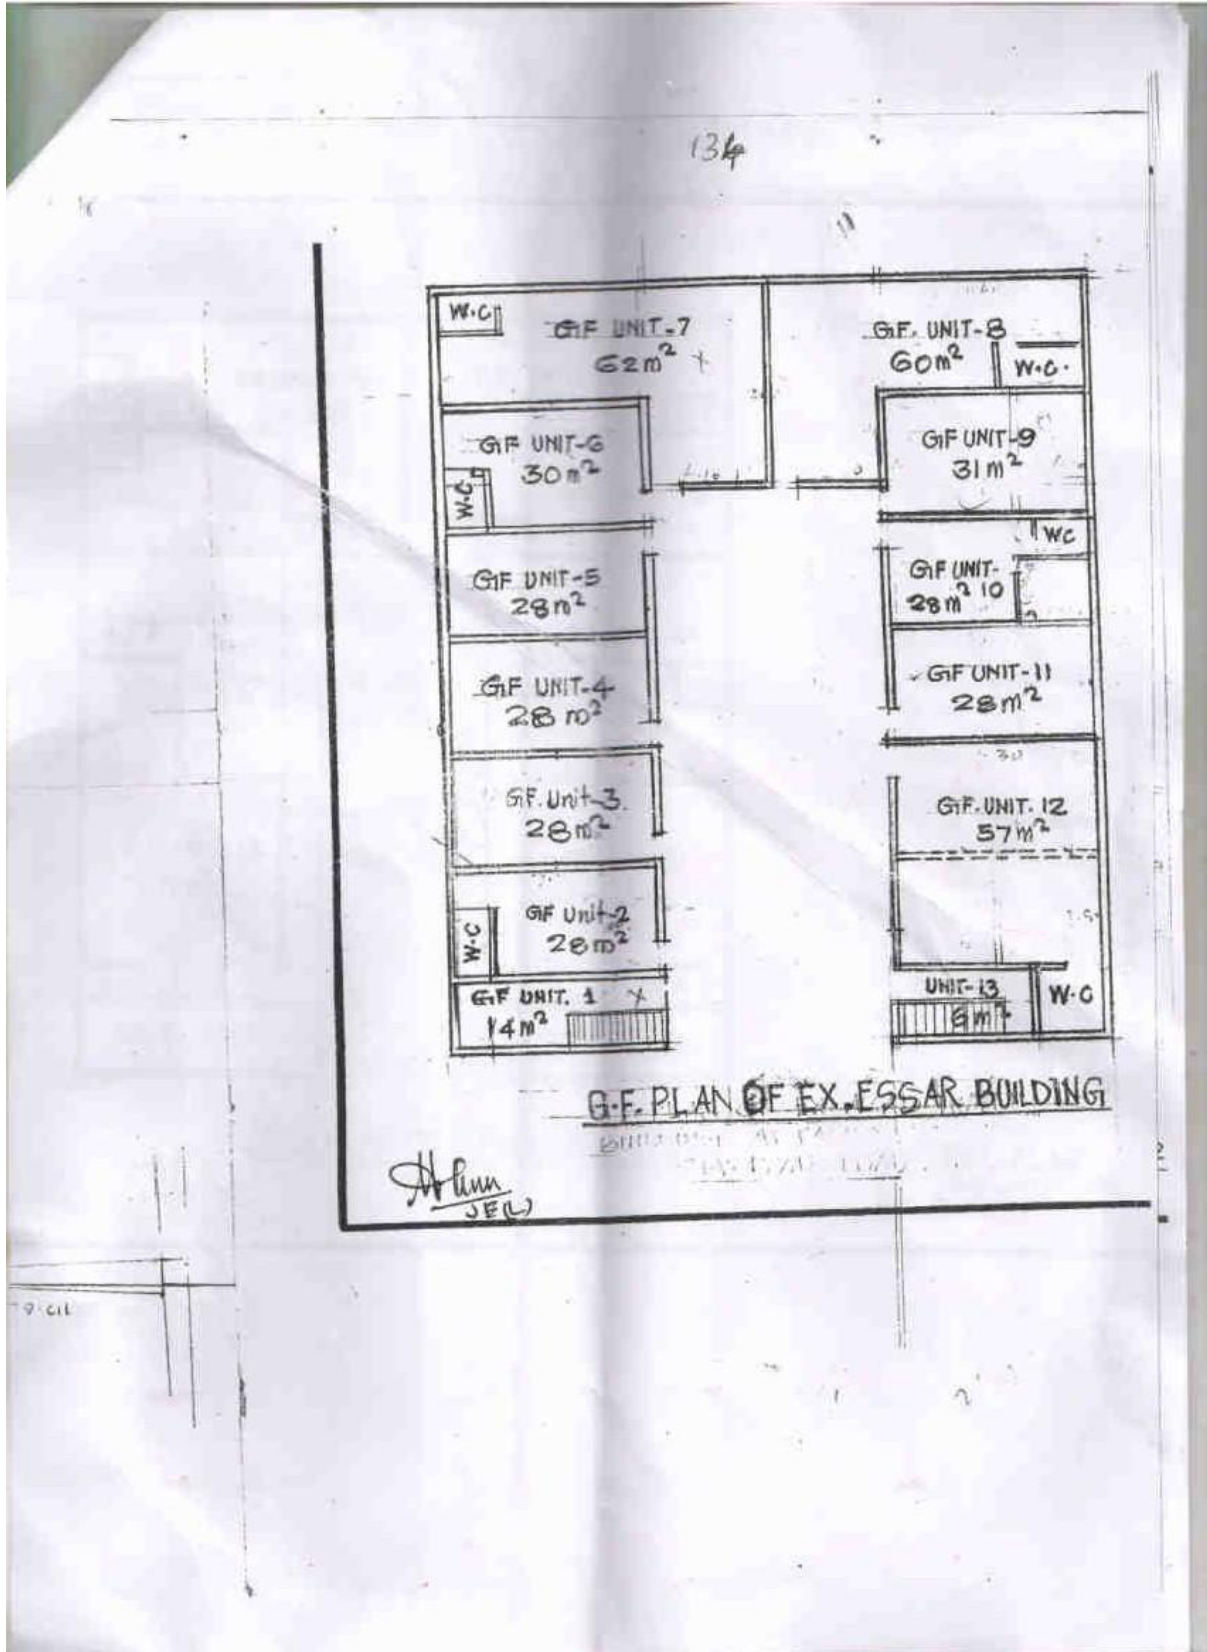 134
W.C
GF UNIT-7
62m²
GF. UNIT-8
60m²
W.C.
GF UNIT-6
30m²
W.C
GF UNIT-9
31m²
WC
GF UNIT-5
28m²
GF UNIT-
28m² 10
GF UNIT-4
28m²
GF UNIT-11
28m²
30
G.F. Unit-3
28m²
G.F. UNIT. 12
57m²
GF Unit-2
28m²
W.C
GF UNIT. 1
14m²
UNIT-13
6m²
W.C
G.F. PLAN OF EX. ESSAR BUILDING
JE(L)